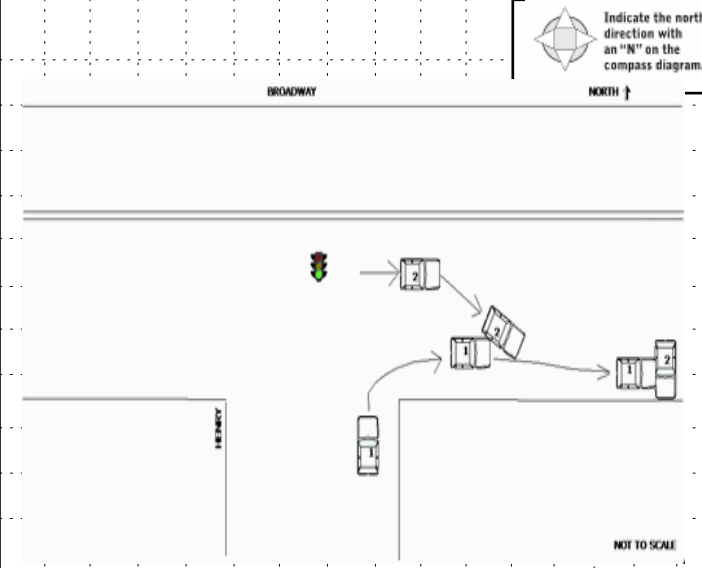 Indicate the north
direction with
an "N" on the
compass diagram.
BROADWAY
NORTH
2
2
1
1
2
HENRY
1
NOT TO SCALE